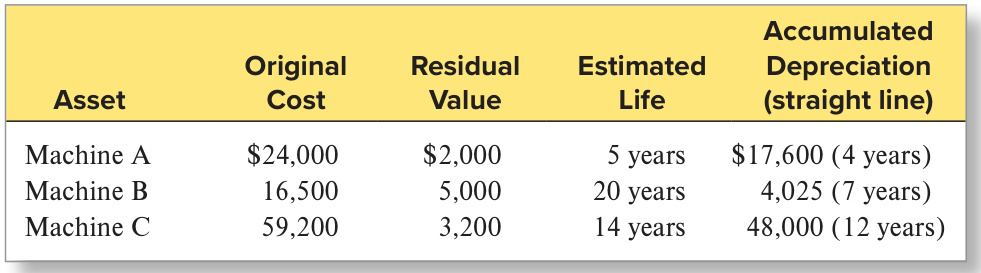 Accumulated
Original Residual Estimated Depreciation
Asset Cost Value Life (straight line)
Machine A $24,000 $2,000 5 years $17,600 (4 years)
Machine B 16,500 5,000 20 years 4,025 (7 years)
Machine C 59,200 3,200 14 years 48,000 (12 years)